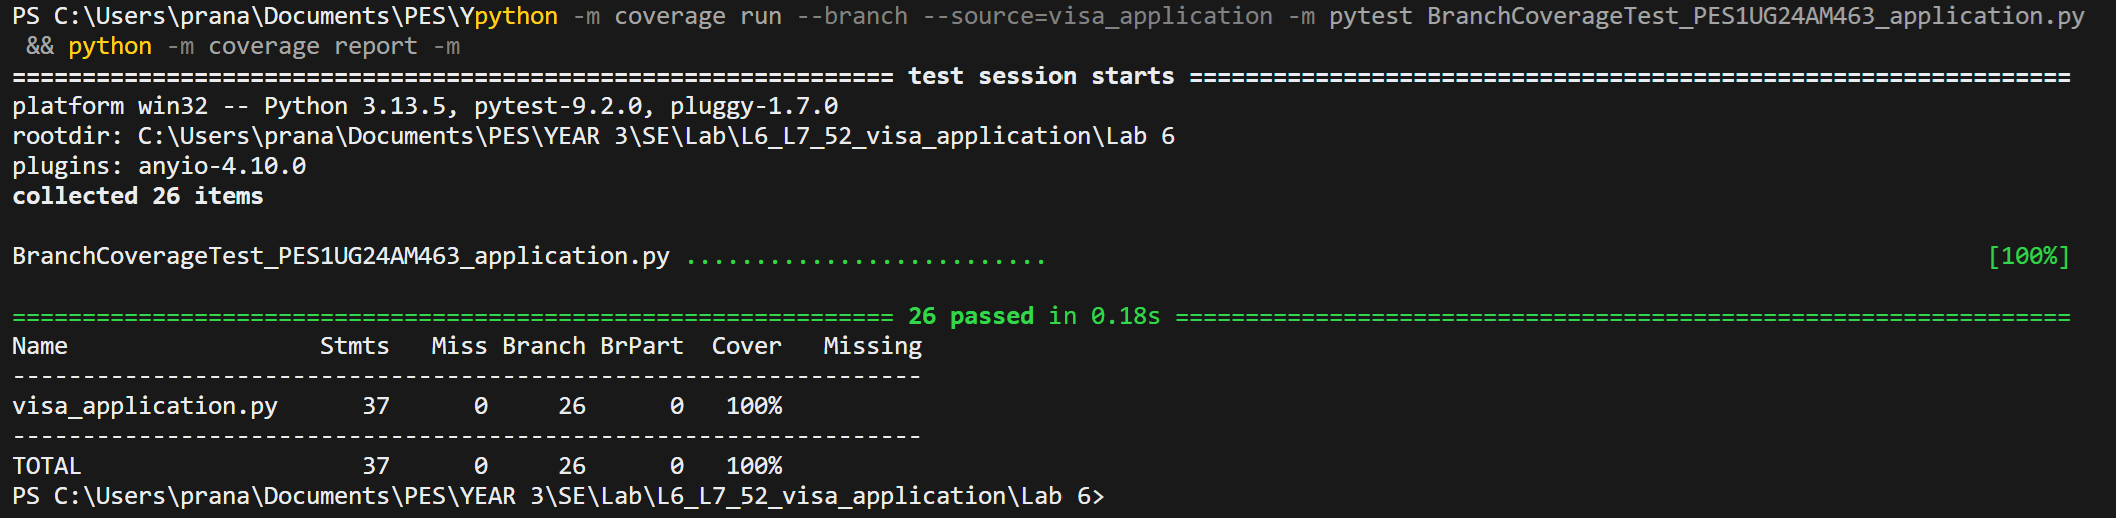 PS C:\Users\prana\Documents\PES\Ypython -m coverage run --branch --source=visa_application -m pytest BranchCoverageTest_PES1UG24AM463_application.py
 && python -m coverage report -m
=============================================================== test session starts ===============================================================
platform win32 -- Python 3.13.5, pytest-9.2.0, pluggy-1.7.0
rootdir: C:\Users\prana\Documents\PES\YEAR 3\SE\Lab\L6_L7_52_visa_application\Lab 6
plugins: anyio-4.10.0
collected 26 items

BranchCoverageTest_PES1UG24AM463_application.py ..........................                                                                   [100%]

=============================================================== 26 passed in 0.18s ================================================================
Name                  Stmts   Miss Branch BrPart  Cover   Missing
-----------------------------------------------------------------
visa_application.py      37      0     26      0   100%
-----------------------------------------------------------------
TOTAL                    37      0     26      0   100%
PS C:\Users\prana\Documents\PES\YEAR 3\SE\Lab\L6_L7_52_visa_application\Lab 6>